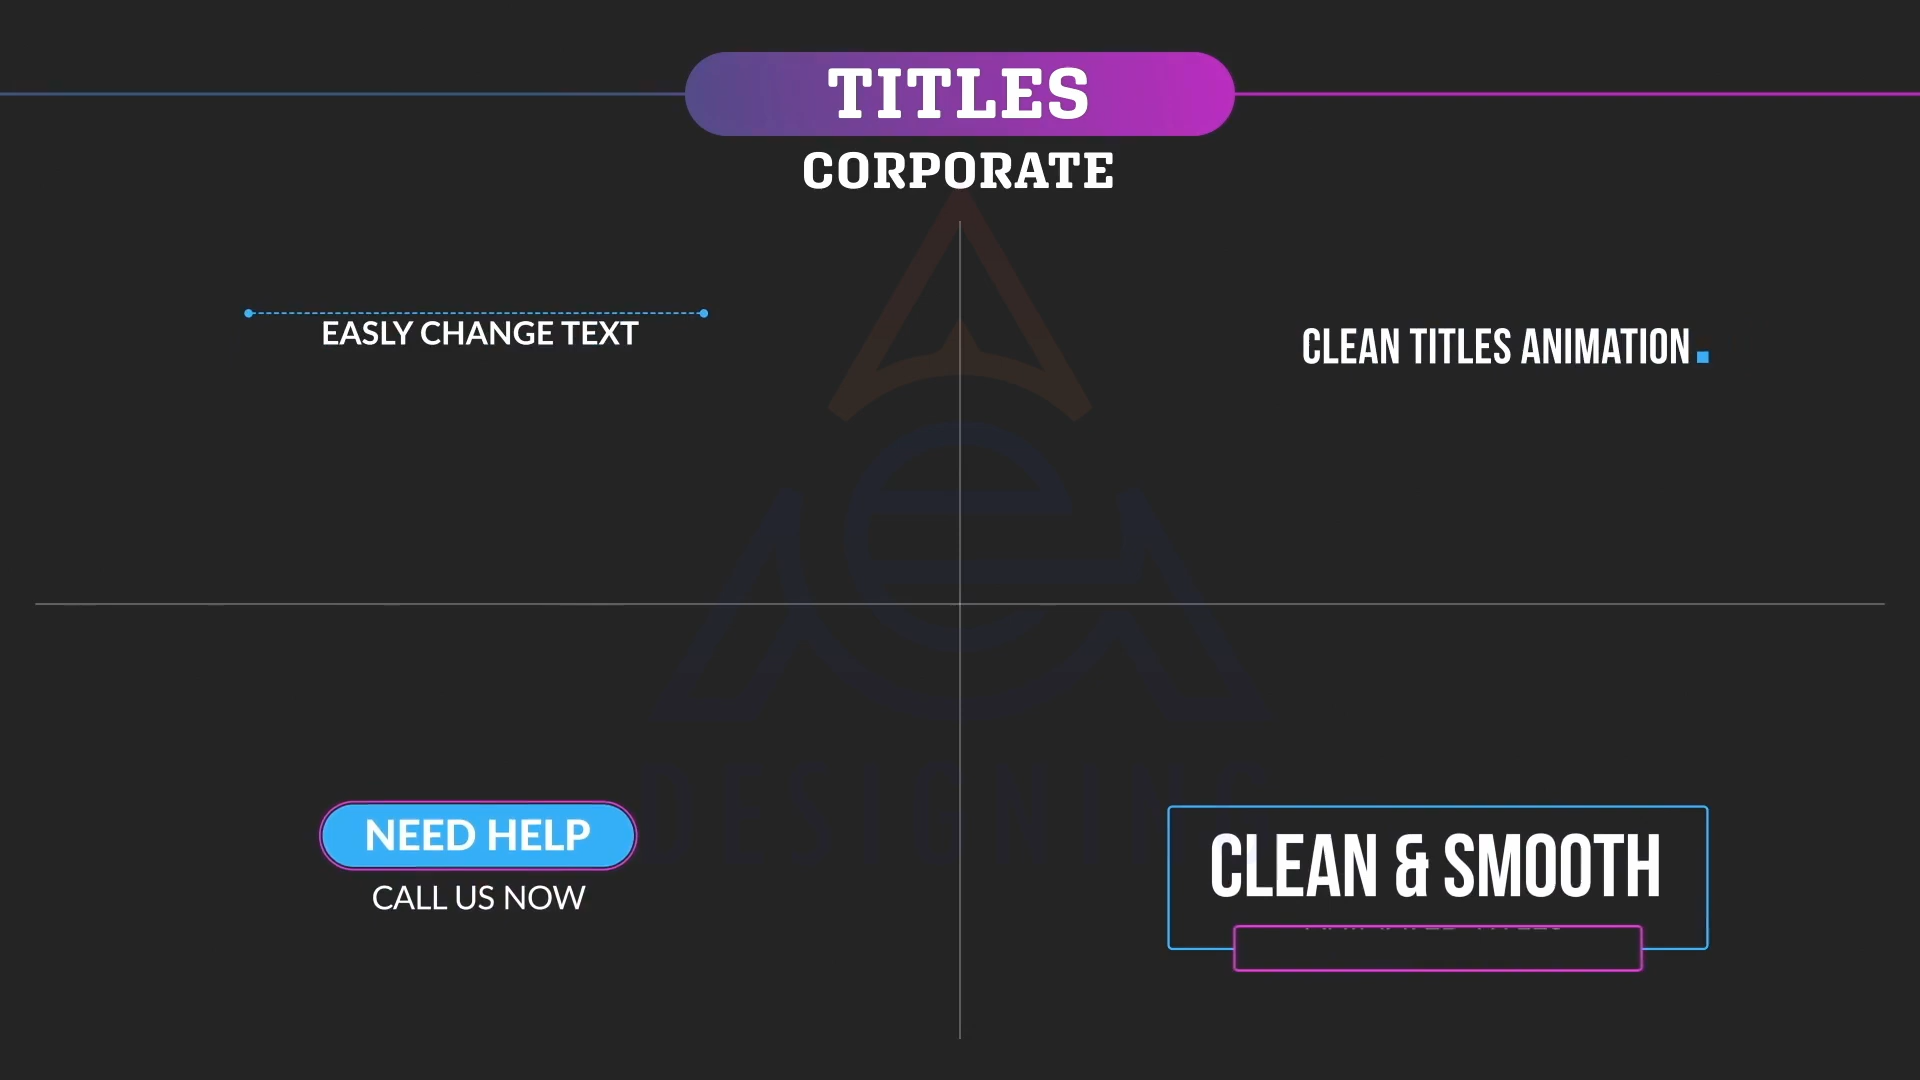 TITLES
CORPORATE
EASLY CHANGE TEXT
CLEAN TITLES ANIMATION
NEED HELP
CALL US NOW
CLEAN & SMOOTH